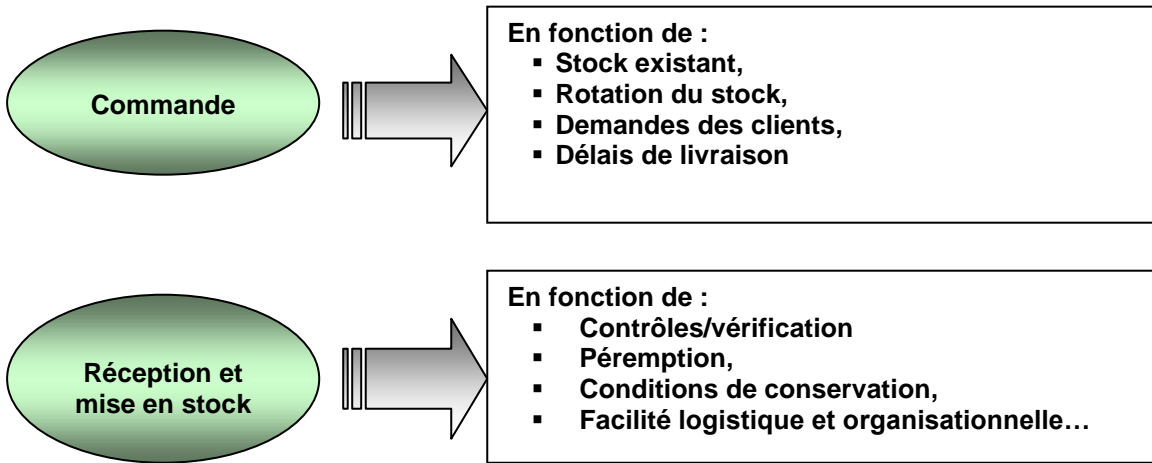 Commande
En fonction de :
▪ Stock existant,
▪ Rotation du stock,
▪ Demandes des clients,
▪ Délais de livraison
Réception et
mise en stock
En fonction de :
▪ Contrôles/vérification
▪ Péremption,
▪ Conditions de conservation,
▪ Facilité logistique et organisationnelle…